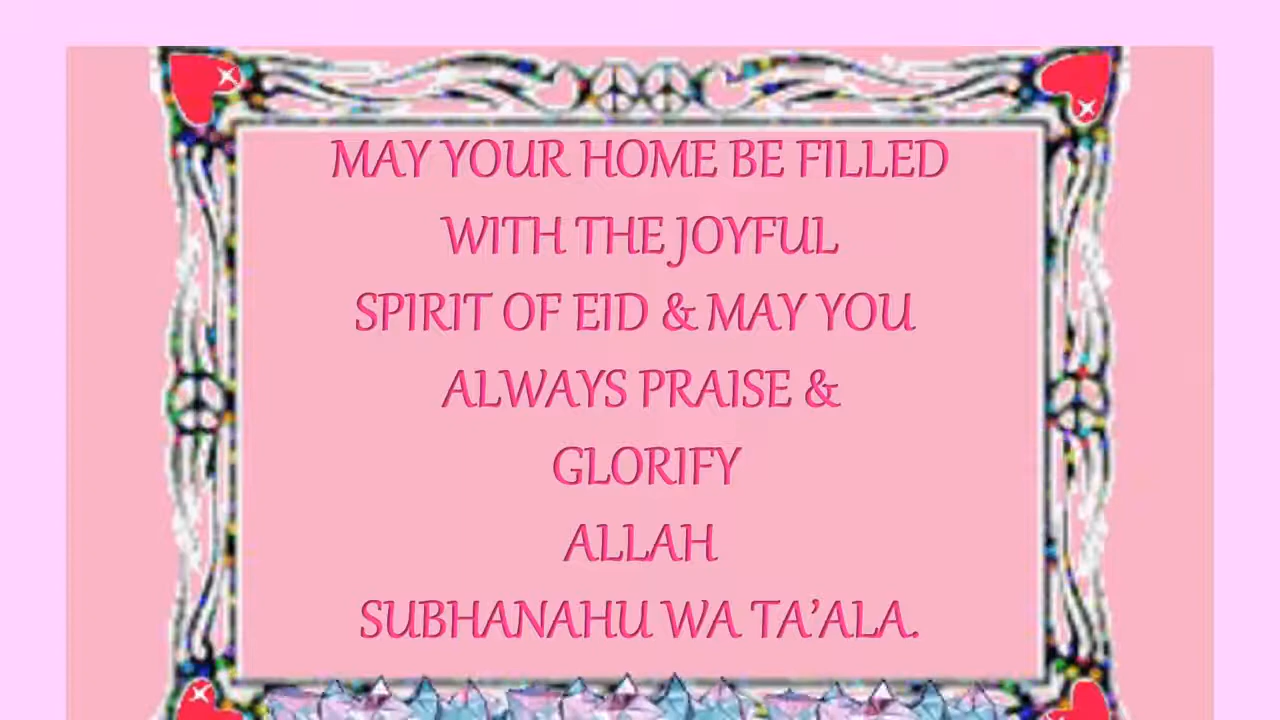 MAY YOUR HOME BE FILLED
WITH THE JOYFUL
SPIRIT OF EID & MAY YOU
ALWAYS PRAISE &
GLORIFY
ALLAH
SUBHANAHU WA TA’ALA.